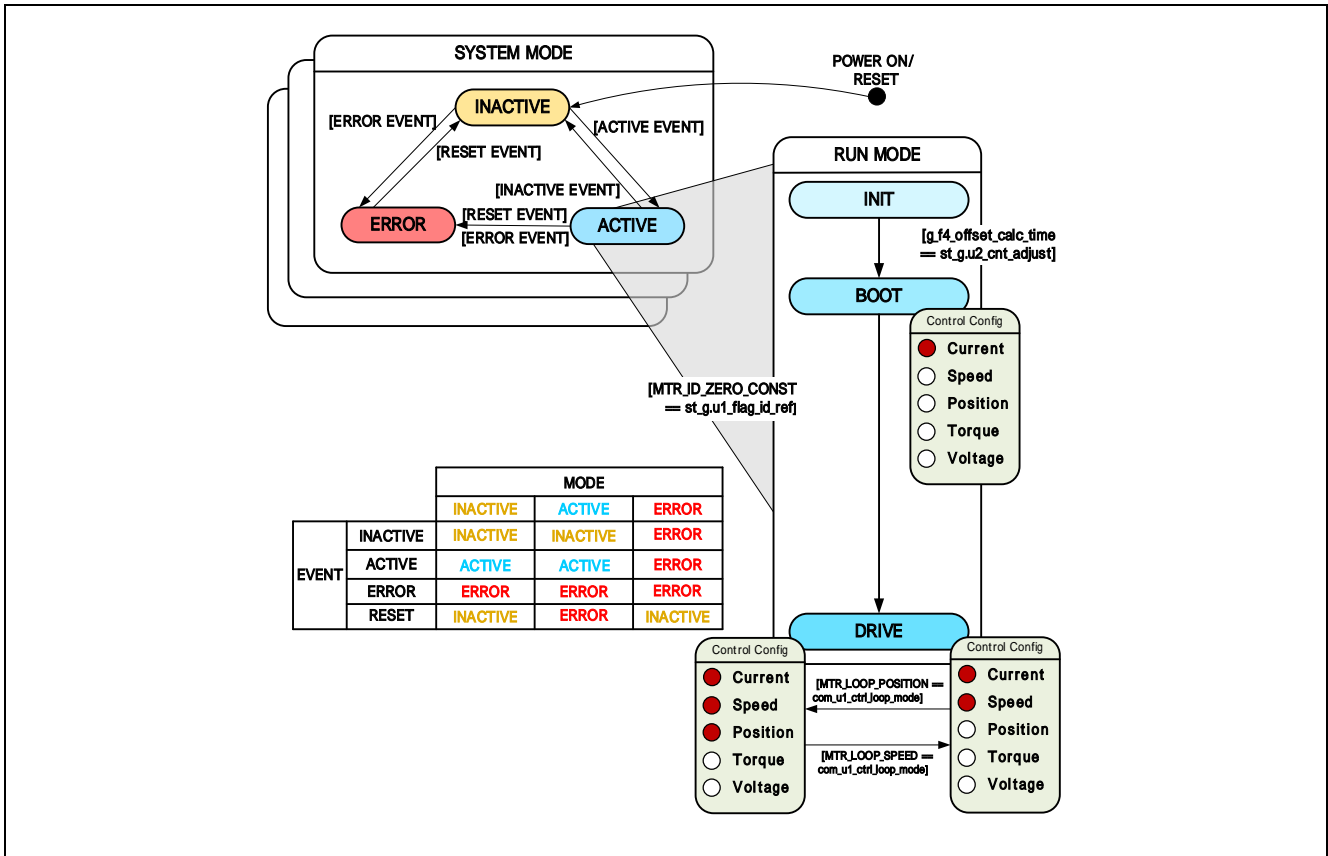 SYSTEM MODE
POWER ON/
RESET
INACTIVE
[ERROR EVENT]
[ACTIVE EVENT]
[RESET EVENT]
[INACTIVE EVENT]
[RESET EVENT]
ERROR
ACTIVE
[ERROR EVENT]
RUN MODE
INIT
[g_f4_offset_calc_time
== st_g.u2_cnt_adjust]
BOOT
Control Config
Current
Speed
Position
Torque
Voltage
[MTR_ID_ZERO_CONST
== st_g.u1_flag_id_ref]
MODE
INACTIVE ACTIVE ERROR
EVENT
INACTIVE INACTIVE INACTIVE ERROR
ACTIVE ACTIVE ACTIVE ERROR
ERROR ERROR ERROR ERROR
RESET INACTIVE ERROR INACTIVE
DRIVE
Control Config
Current
Speed
Position
Torque
Voltage
[MTR_LOOP_POSITION ==
com_u1_ctrl_loop_mode]
[MTR_LOOP_SPEED ==
com_u1_ctrl_loop_mode]
Control Config
Current
Speed
Position
Torque
Voltage